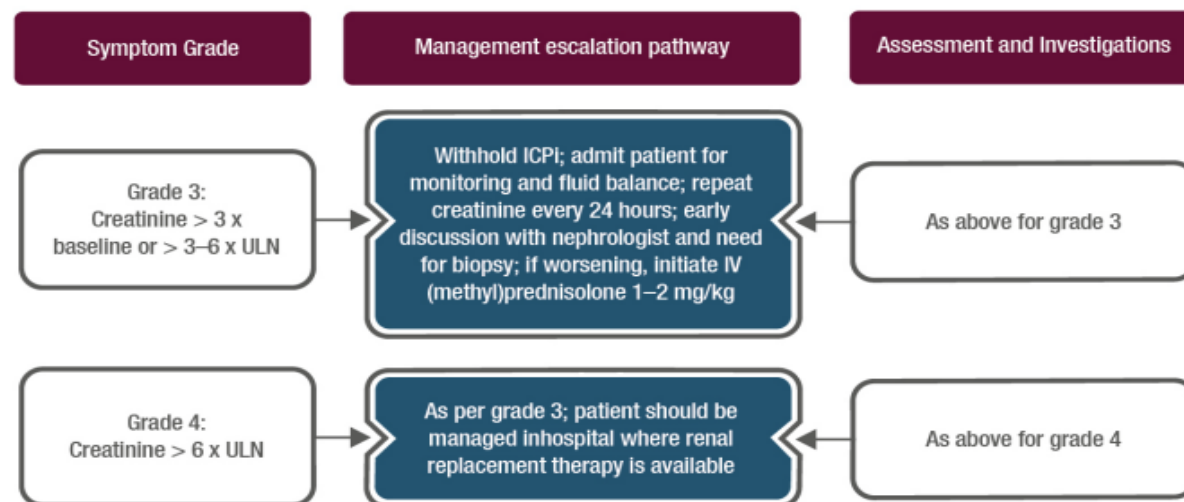 Symptom Grade
Management escalation pathway
Assessment and Investigations
Grade 3:
Creatinine > 3 x
baseline or > 3–6 x ULN
Withhold ICPi; admit patient for
monitoring and fluid balance; repeat
creatinine every 24 hours; early
discussion with nephrologist and need
for biopsy; if worsening, initiate IV
(methyl)prednisolone 1–2 mg/kg
As above for grade 3
Grade 4:
Creatinine > 6 x ULN
As per grade 3; patient should be
managed inhospital where renal
replacement therapy is available
As above for grade 4